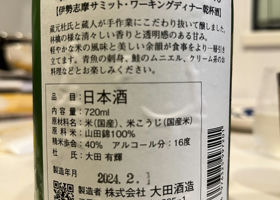 【伊勢志摩サミット・ワーキングディナー乾杯酒】
蔵元杜氏と蔵人が手作業にこだわり抜いて醸しました。
林檎の様な清々しい香りと透明感のある甘み。
軽やかな米の風味と美しい余韻が食事をより一層引き立
てます。青魚の刺身、鮭のムニエル、クリーム系のお
料理などとお楽しみください。
品目：日本酒
内容量：720ml
原材料名：米(国産)、米こうじ(国産米)
原料米：山田錦100%
精米歩合：40% アルコール分：16度
杜氏：大田 有輝
製造年月 2024.2.
製造者：株式会社 大田酒造